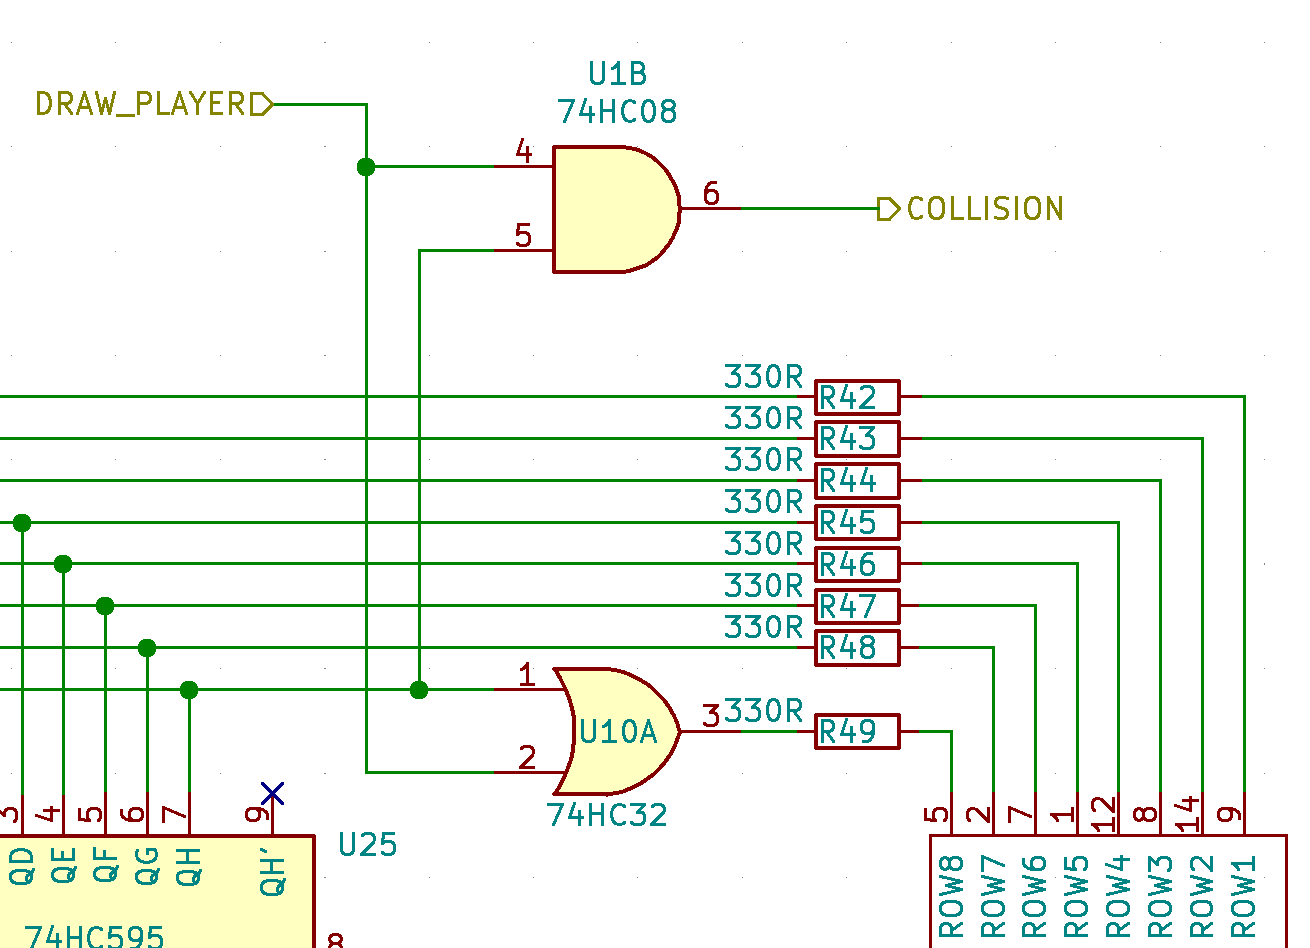 U1B
74HC08
DRAW_PLAYER
4
5
6
COLLISION
330R
R42
330R
R43
330R
R44
330R
R45
330R
R46
330R
R47
330R
R48
1
2
U10A
3
330R
R49
74HC32
3
4
5
6
7
9
U25
QD
QE
QF
QG
QH
QH'
74HC595
8
5
2
7
1
12
8
14
9
ROW8
ROW7
ROW6
ROW5
ROW4
ROW3
ROW2
ROW1